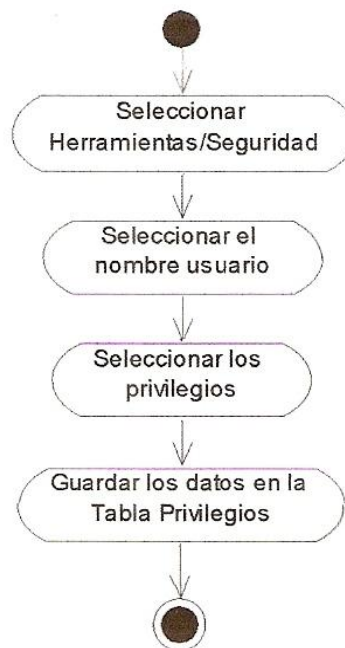 Seleccionar
Herramientas/Seguridad
Seleccionar el
nombre usuario
Seleccionar los
privilegios
Guardar los datos en la
Tabla Privilegios